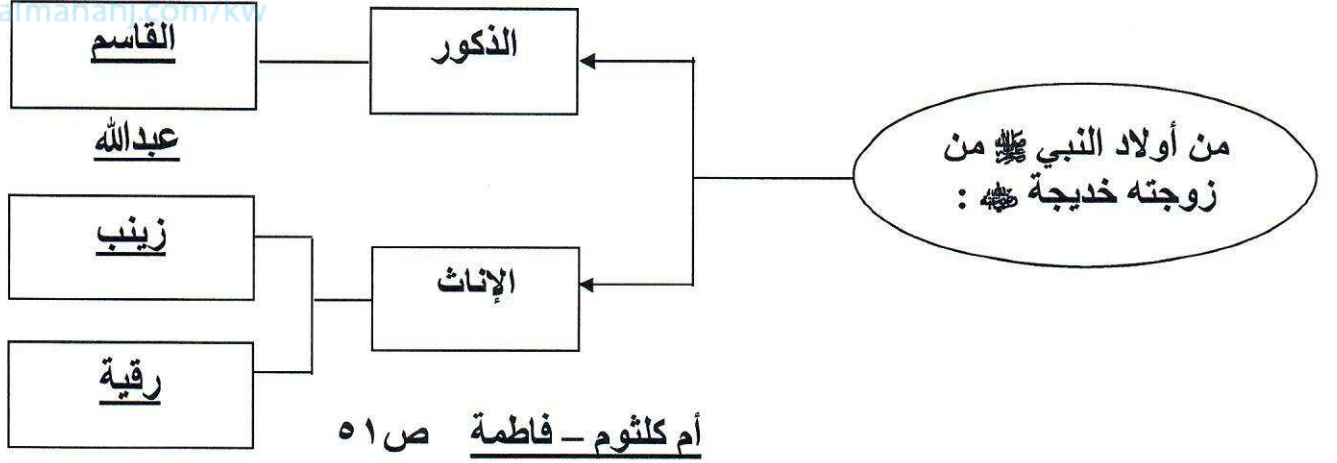 almanahj.com/kw
من أولاد النبي ﷺ من
زوجته خديجة :
الذكور
القاسم
عبدالله
الإناث
زينب
رقية
أم كلثوم – فاطمة ص٥١